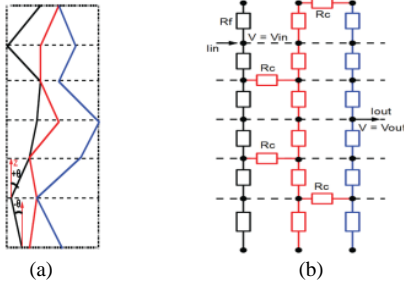 Rf
Rc
Iin
V = Vin
Rc
Iout
V = Vout
Rc
Rc
z
+θ
-θ
(a)
(b)